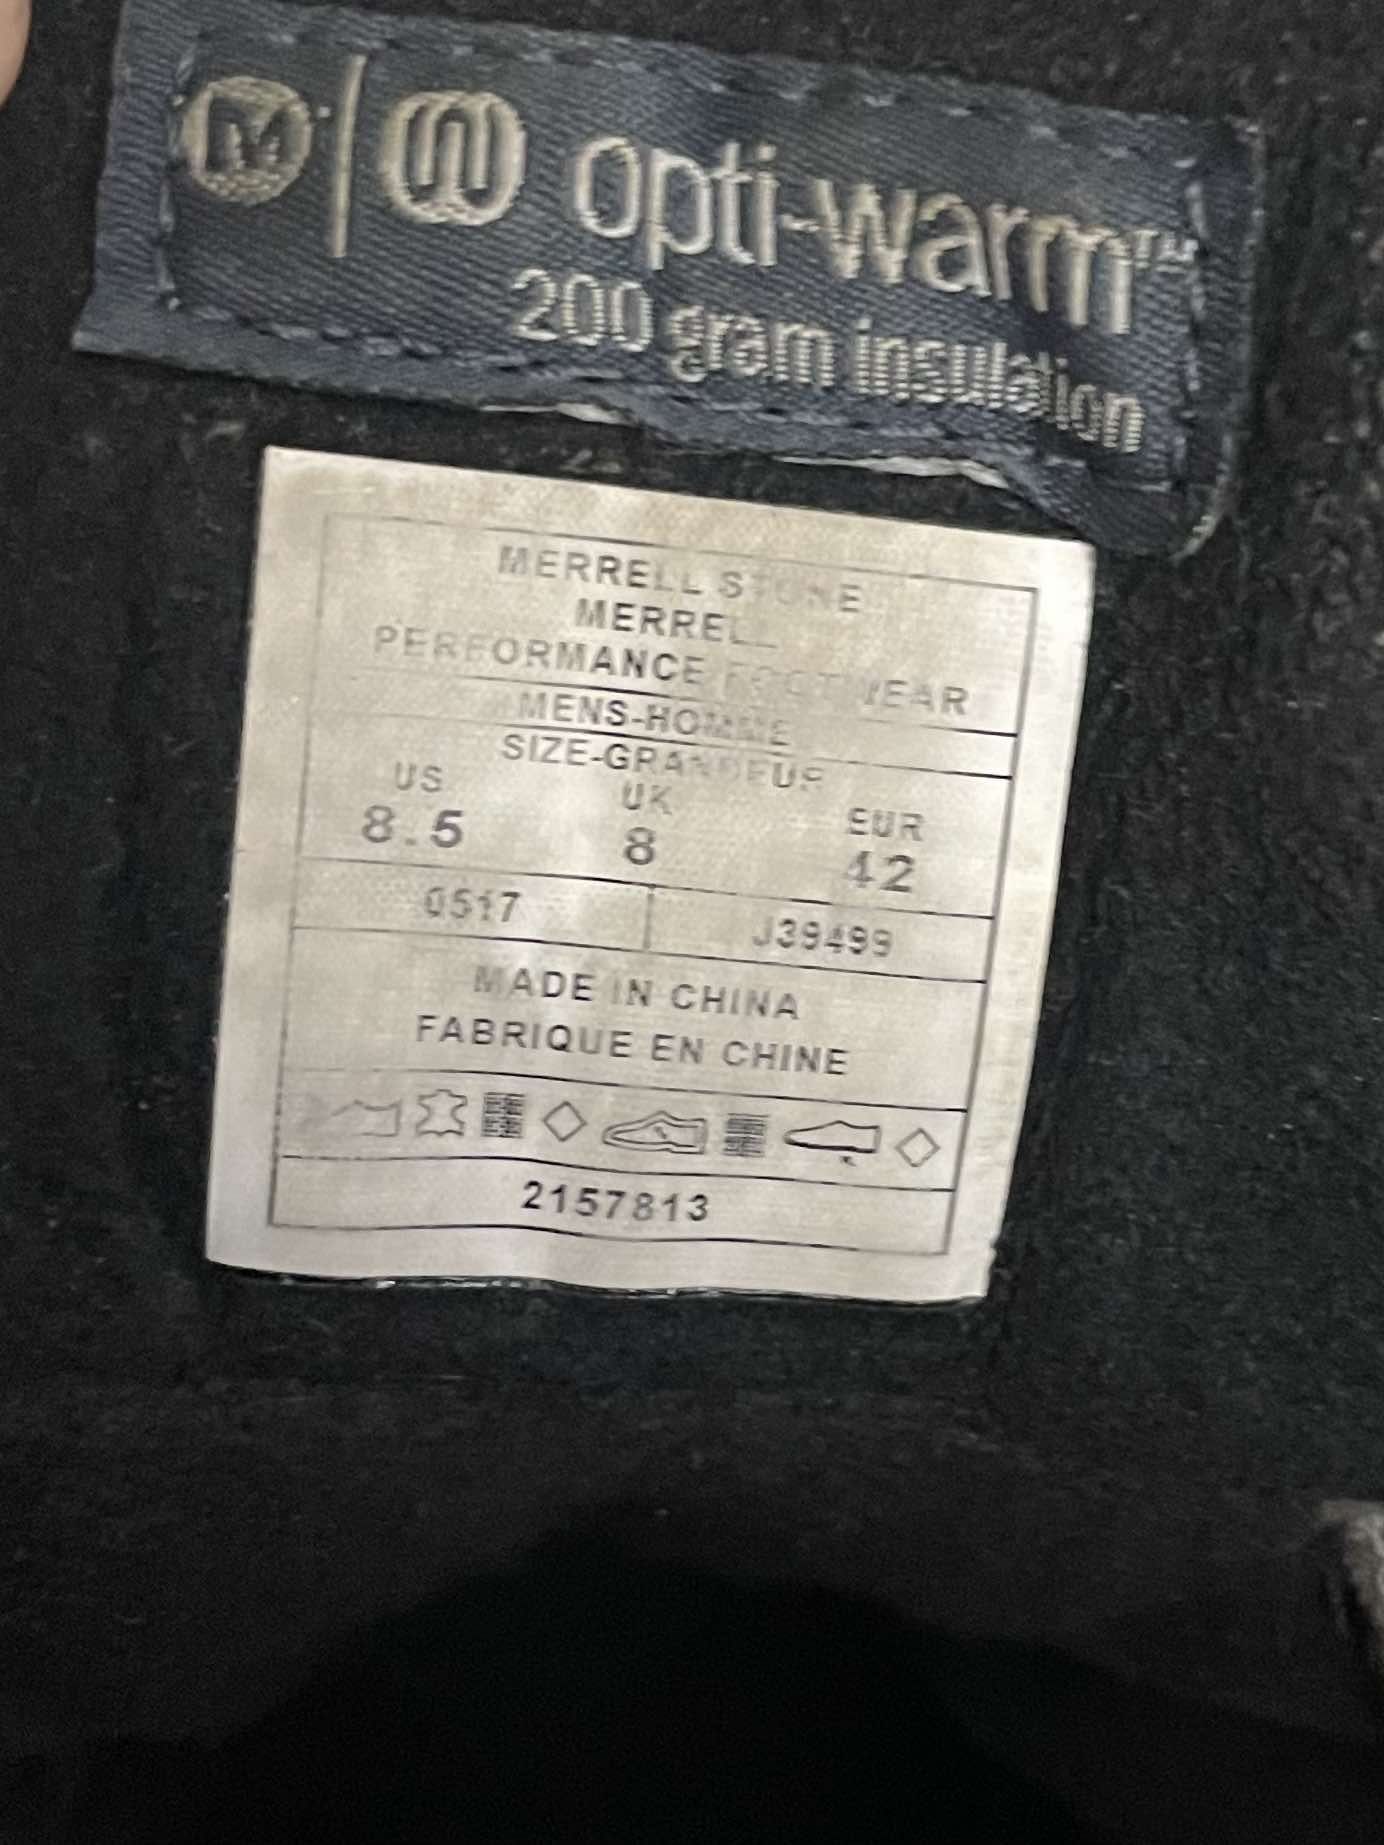 M
opti-warm™
200 gram insulation
MERRELL STONE
MERRELL
PERFORMANCE FOOTWEAR
MENS-HOMME
SIZE-GRANDEUR
US UK EUR
8.5 8 42
0517 J39499
MADE IN CHINA
FABRIQUE EN CHINE
2157813